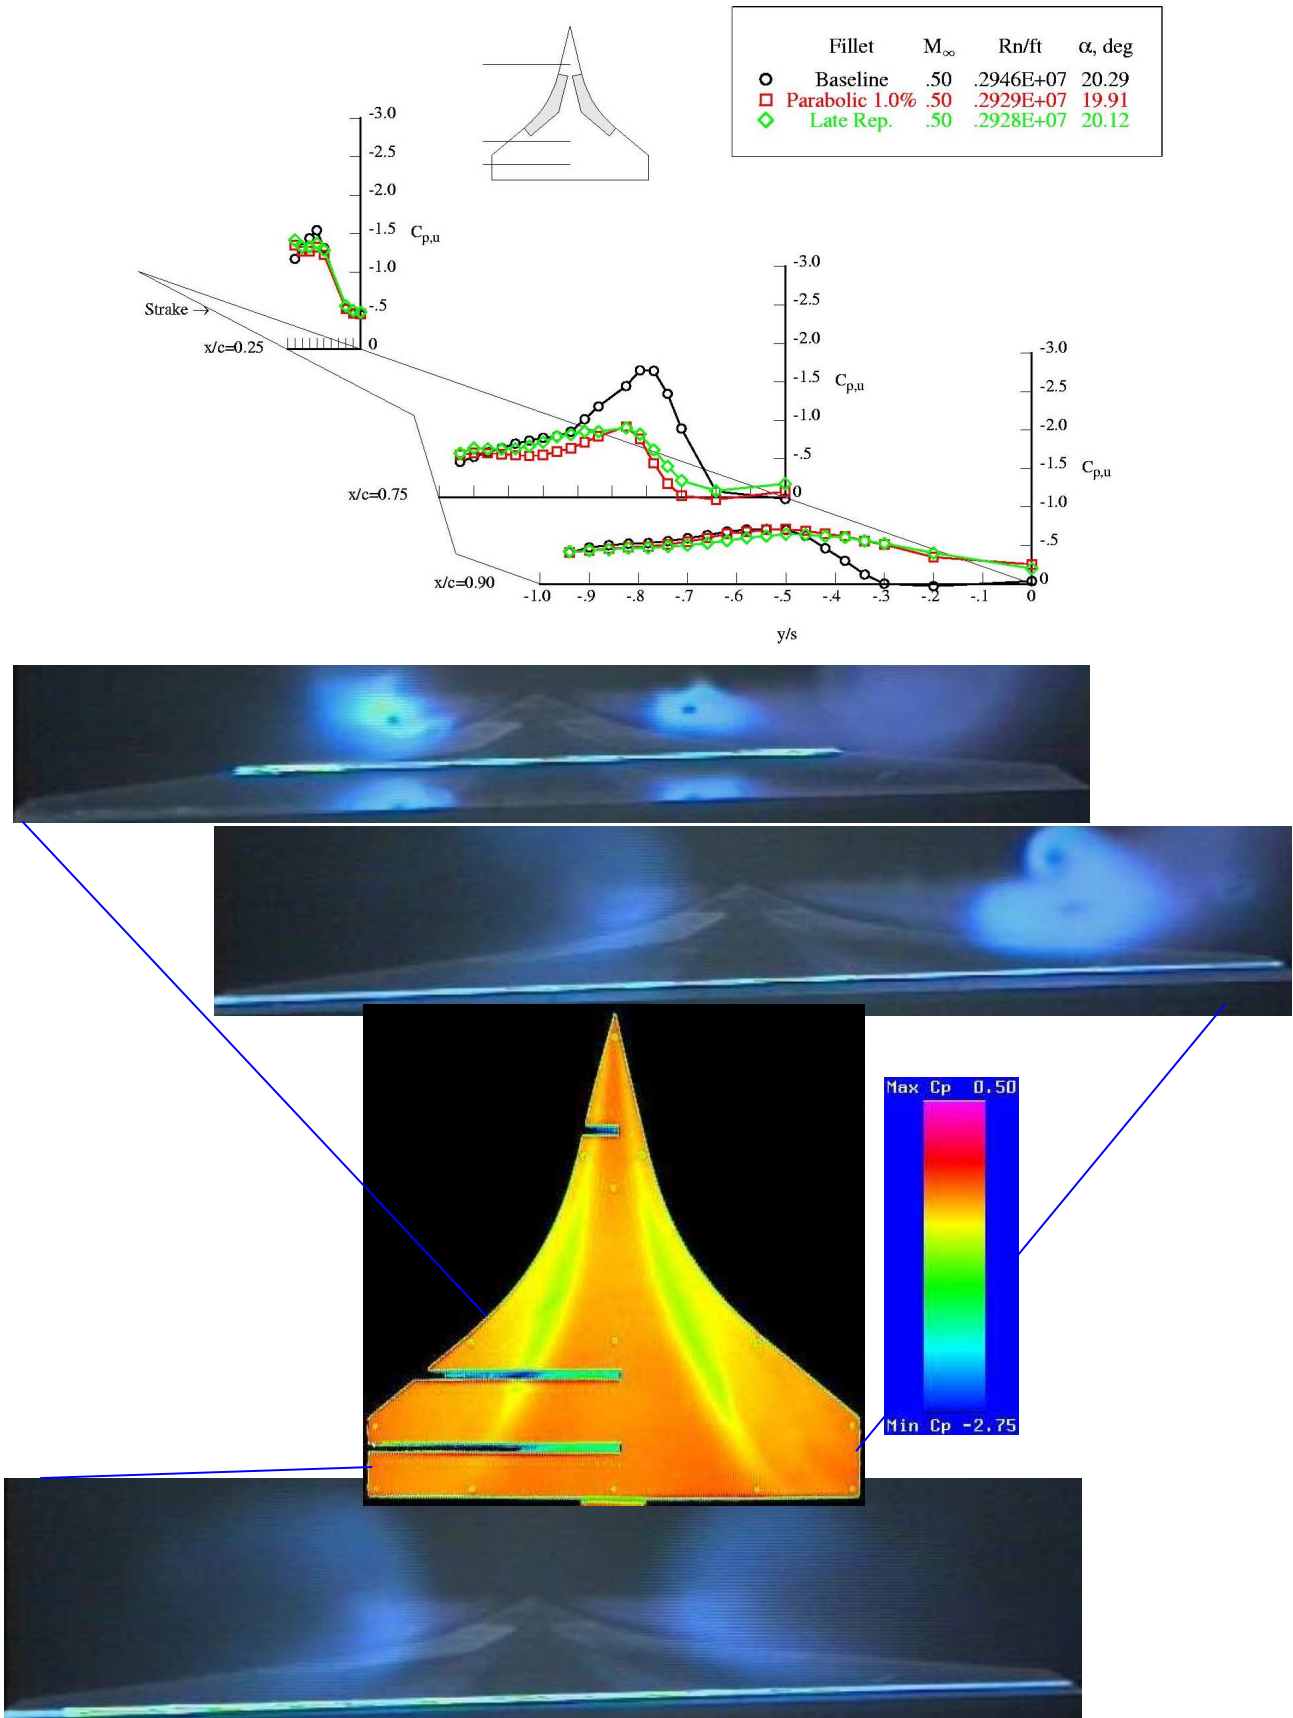 Fillet M∞ Rn/ft α, deg
Baseline .50 .2946E+07 20.29
Parabolic 1.0% .50 .2929E+07 19.91
Late Rep. .50 .2928E+07 20.12
-3.0
-2.5
-2.0
-1.5
Cp,u
-1.0
-.5
0
Strake →
x/c=0.25
-3.0
-2.5
-2.0
-1.5
Cp,u
-1.0
-.5
0
x/c=0.75
-3.0
-2.5
-2.0
-1.5
Cp,u
-1.0
-.5
0
x/c=0.90
-1.0 -.9 -.8 -.7 -.6 -.5 -.4 -.3 -.2 -.1 0
y/s
Max Cp 0.50
Min Cp -2.75